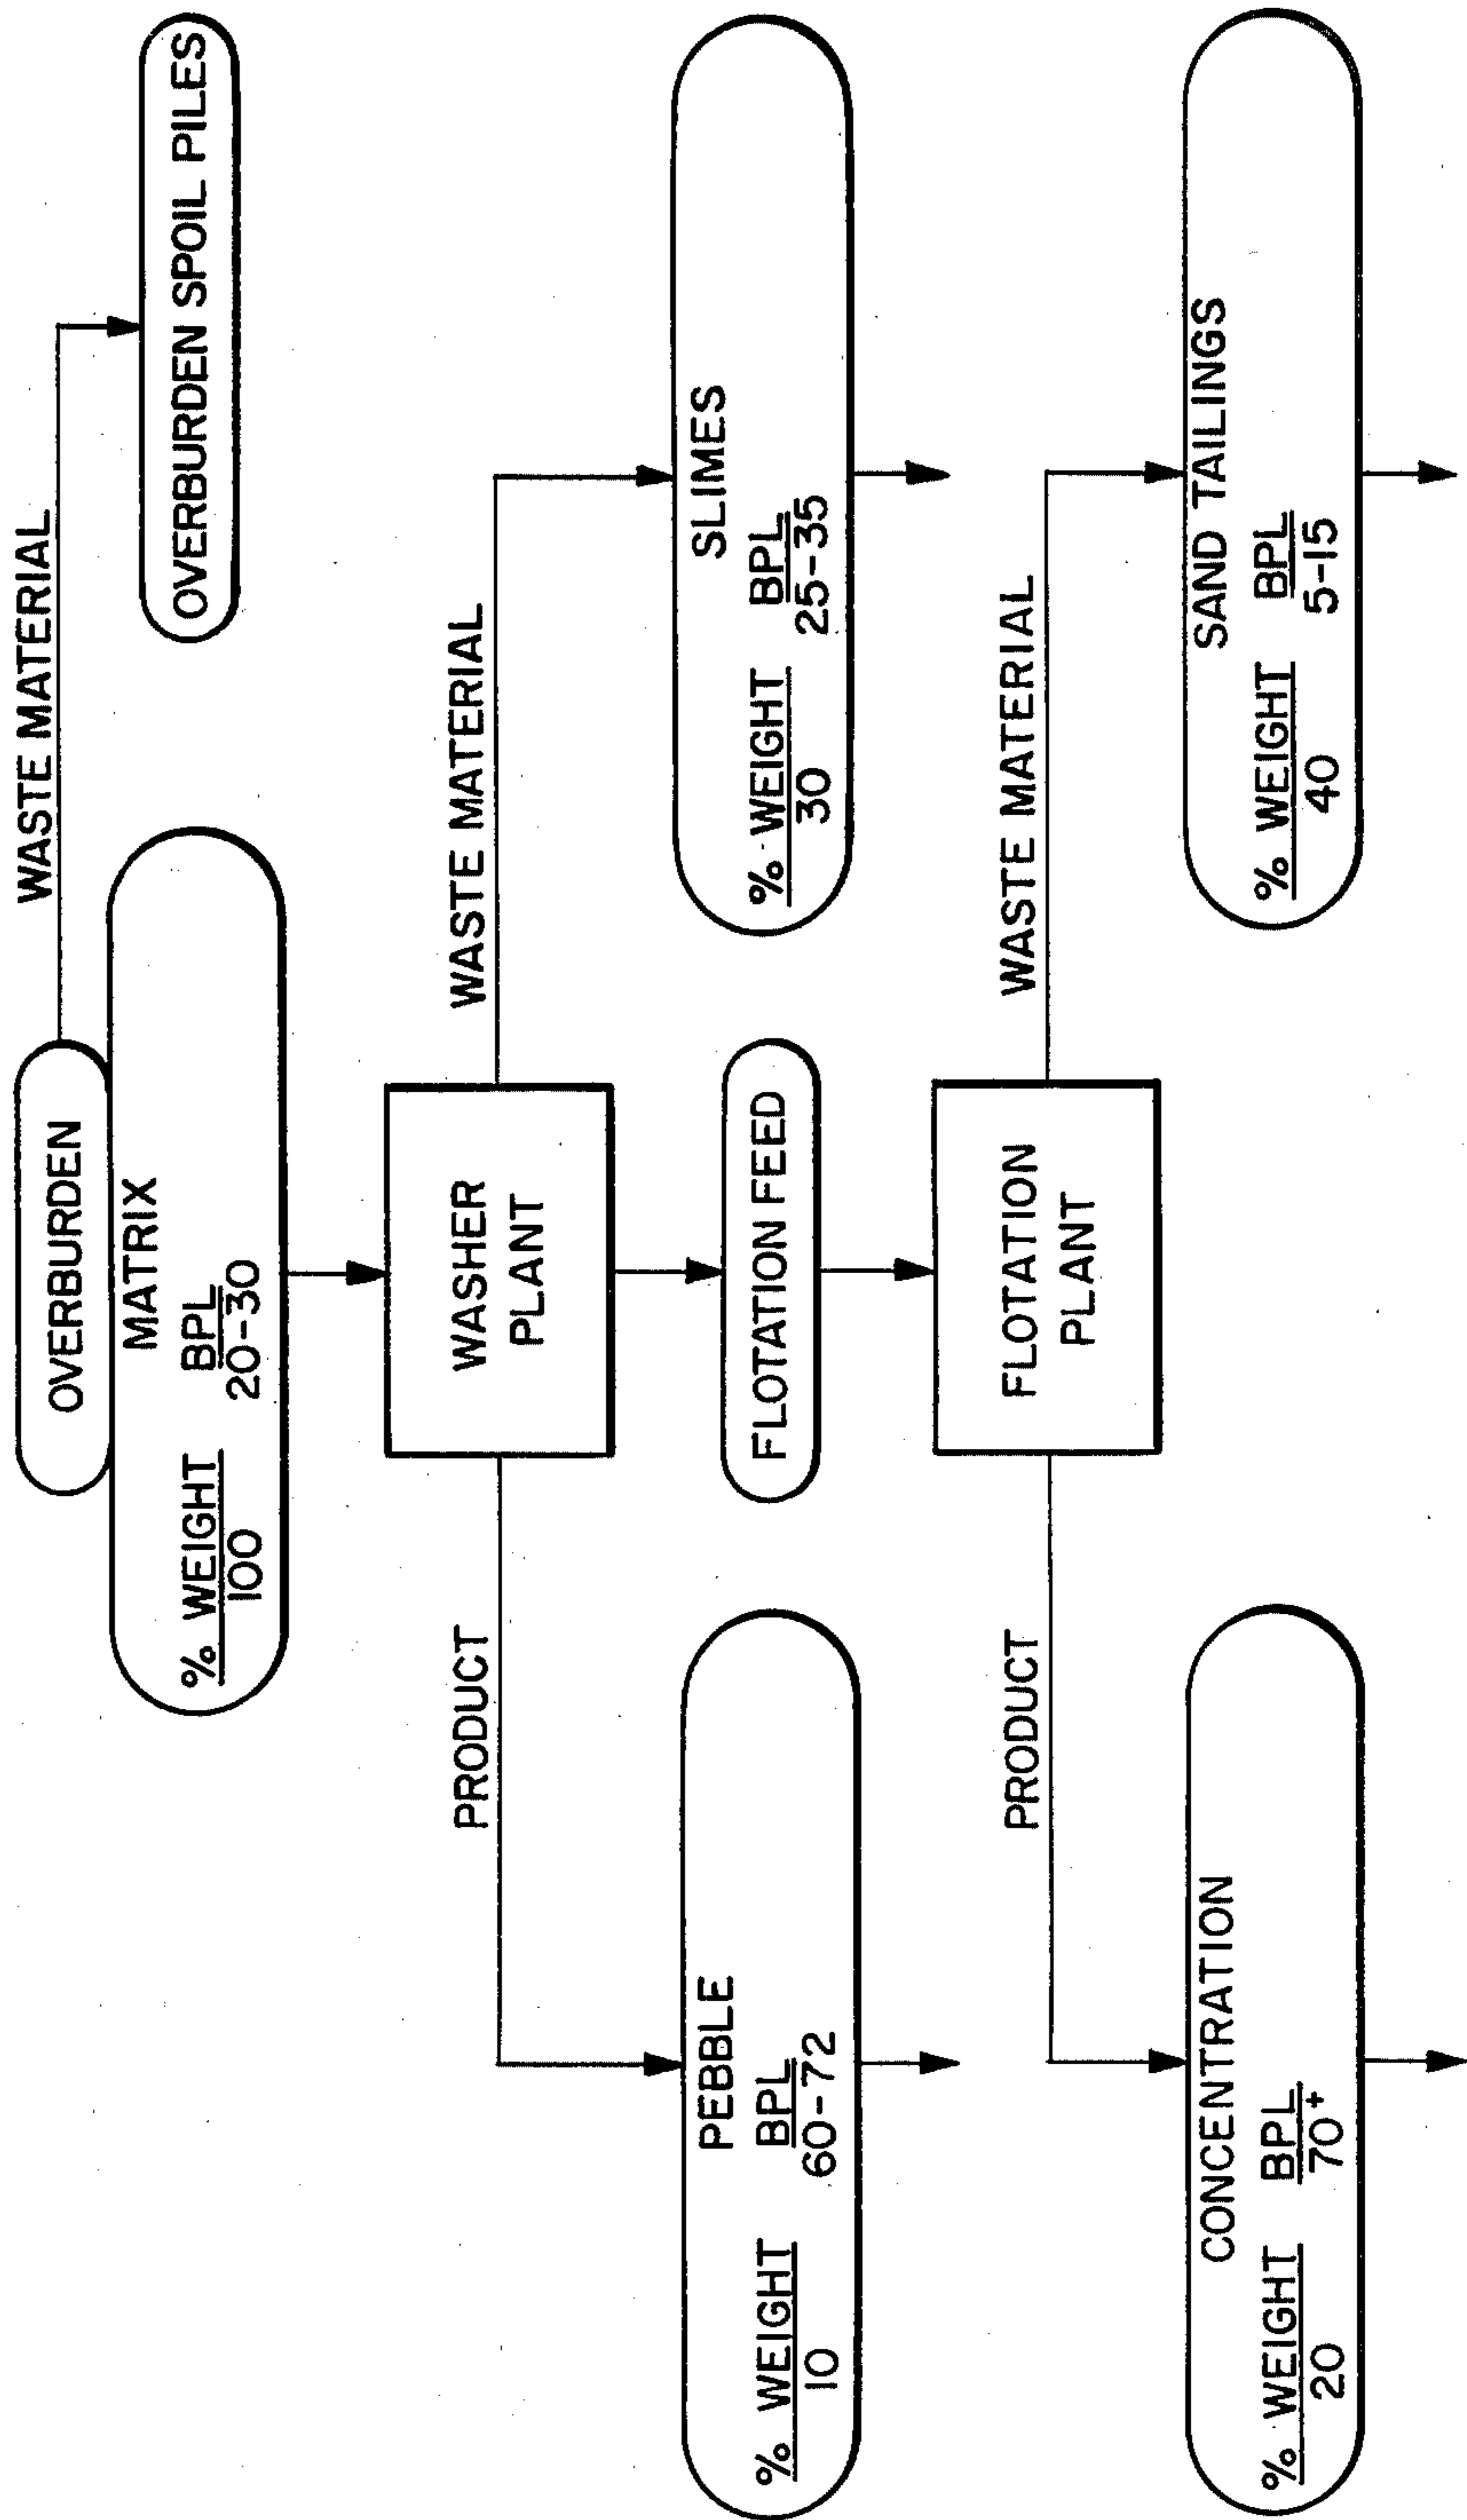 OVERBURDEN
WASTE MATERIAL
OVERBURDEN SPOIL PILES
MATRIX
% WEIGHT BPL
100 20-30
WASHER
PLANT
PRODUCT
WASTE MATERIAL
PEBBLE
% WEIGHT BPL
10 60-72
FLOTATION FEED
SLIMES
% WEIGHT BPL
30 25-35
FLOTATION
PLANT
PRODUCT
WASTE MATERIAL
CONCENTRATION
% WEIGHT BPL
20 70+
SAND TAILINGS
% WEIGHT BPL
40 5-15